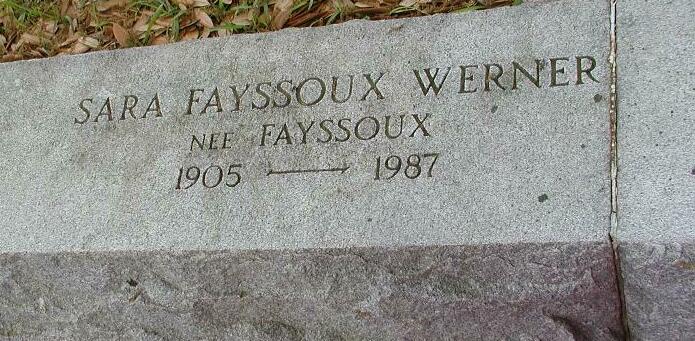 SARA FAYSSOUX WERNER
NEE FAYSSOUX
1905 — 1987